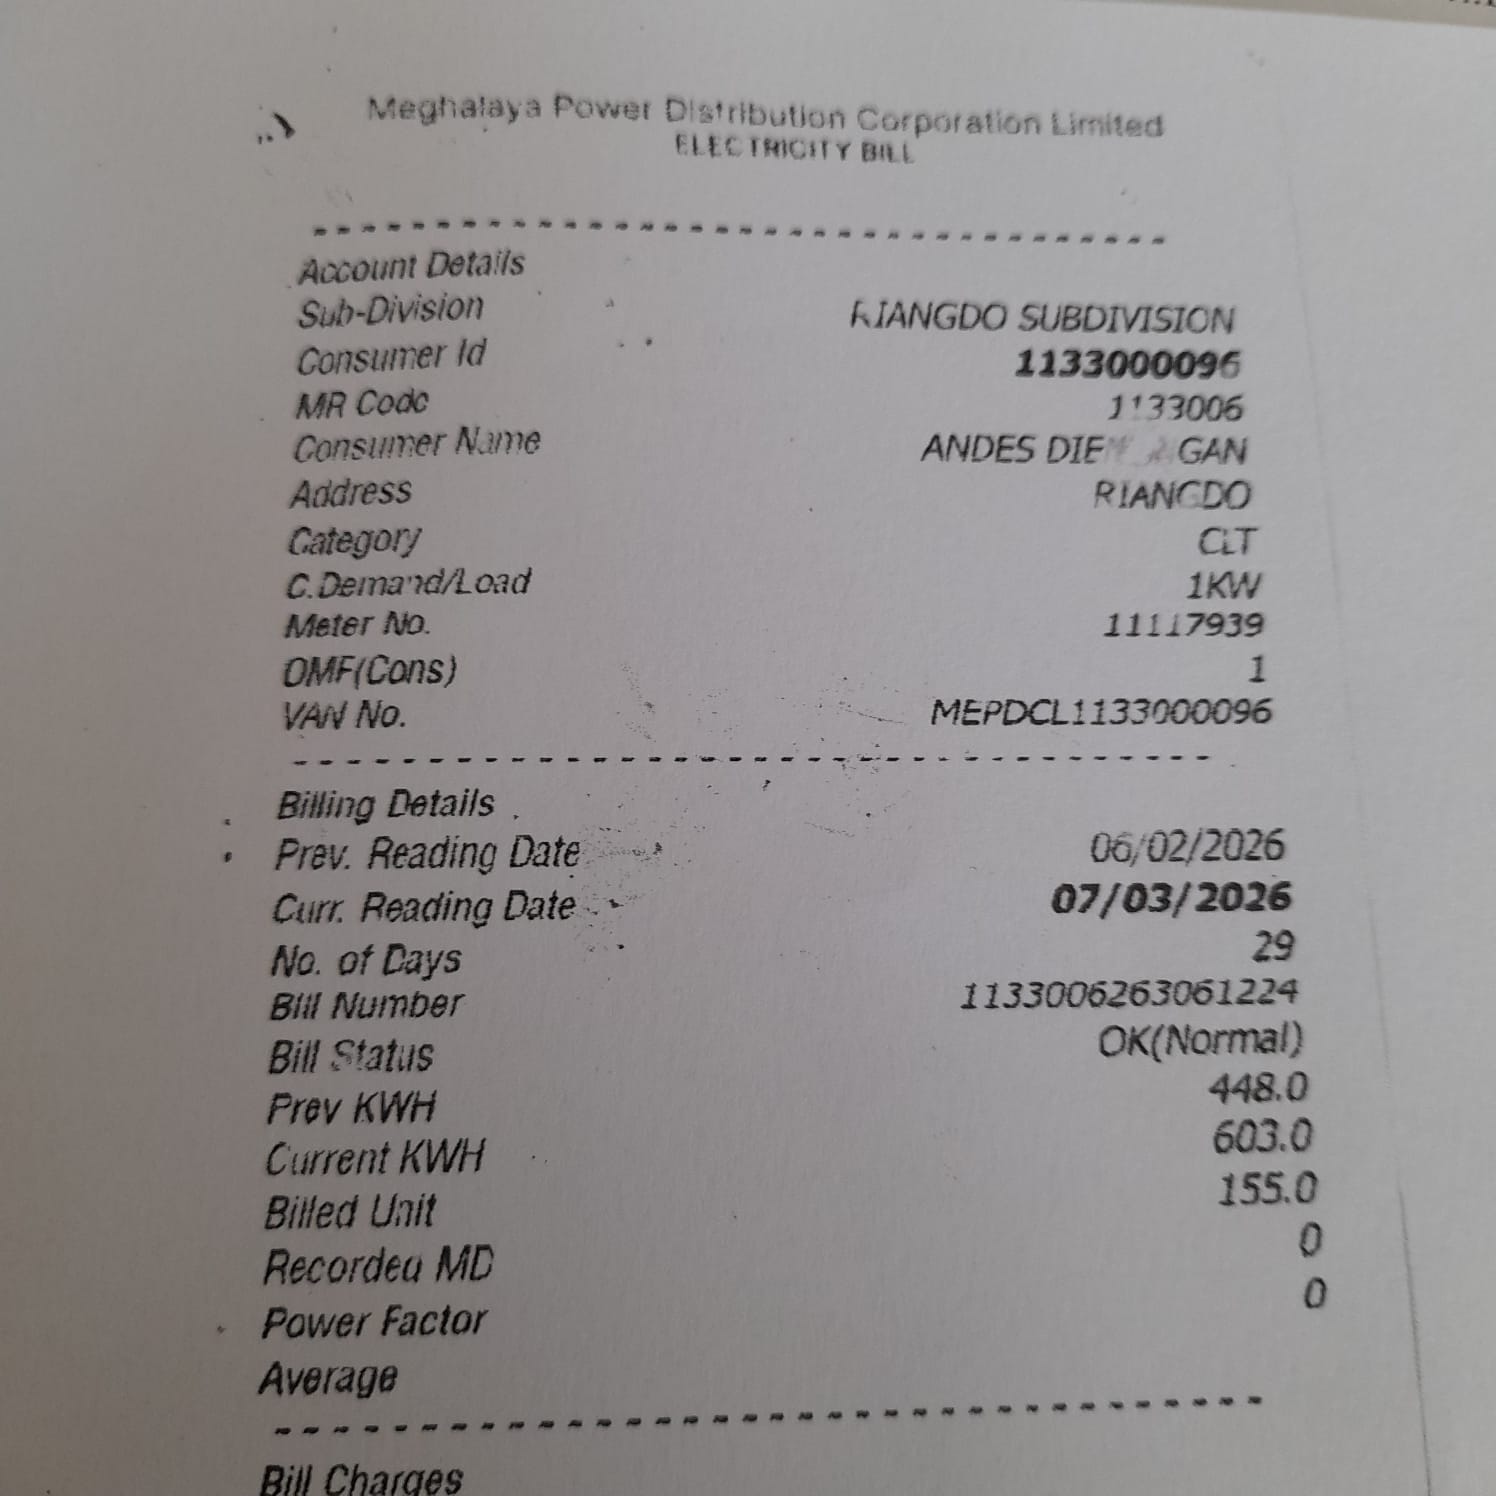 Meghalaya Power Distribution Corporation Limited
ELECTRICITY BILL
Account Details
Sub-Division RIANGDO SUBDIVISION
Consumer Id 1133000096
MR Code 1133006
Consumer Name ANDES GAN
Address RIANGDO
Category CLT
C.Demand/Load 1KW
Meter No. 11117939
OMF(Cons) 1
VAN No. MEPDCL1133000096
Billing Details
Prev. Reading Date 06/02/2026
Curr. Reading Date 07/03/2026
No. of Days 29
Bill Number 1133006263061224
Bill Status OK(Normal)
Prev KWH 448.0
Current KWH 603.0
Billed Unit 155.0
Recorded MD 0
Power Factor 0
Average
Bill Charges